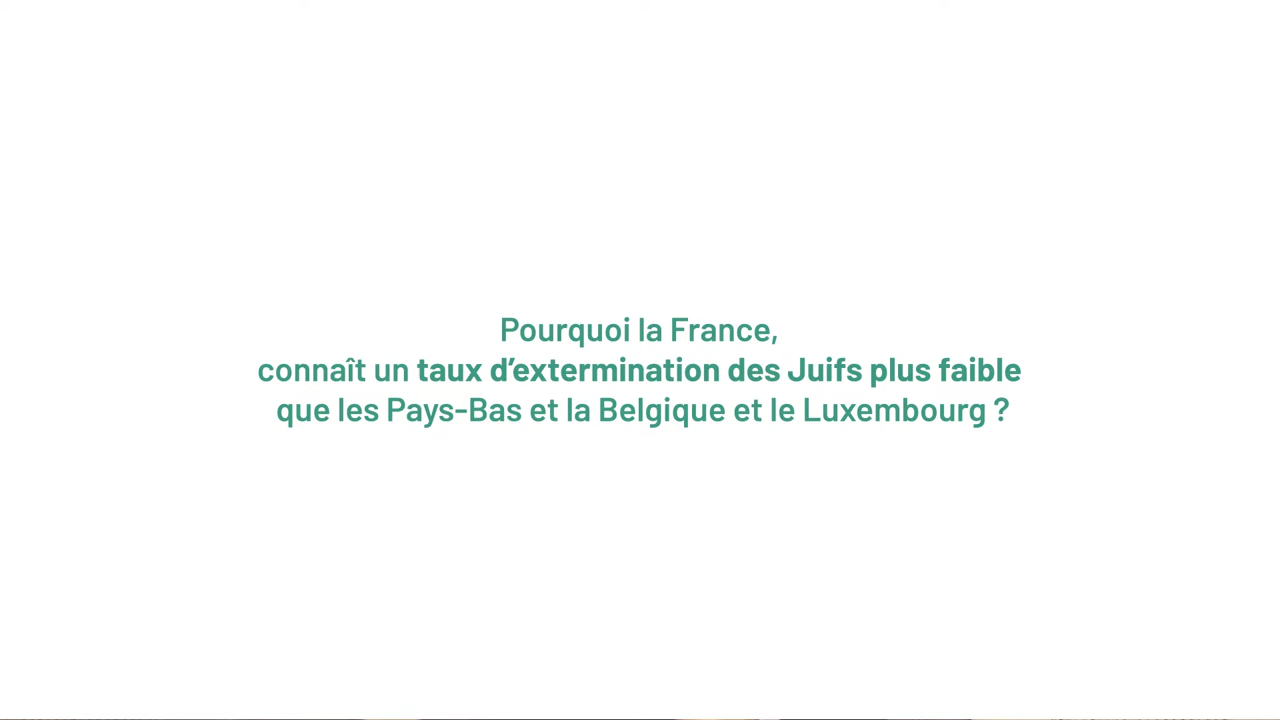 Pourquoi la France,
connaît un taux d’extermination des Juifs plus faible
que les Pays-Bas et la Belgique et le Luxembourg ?